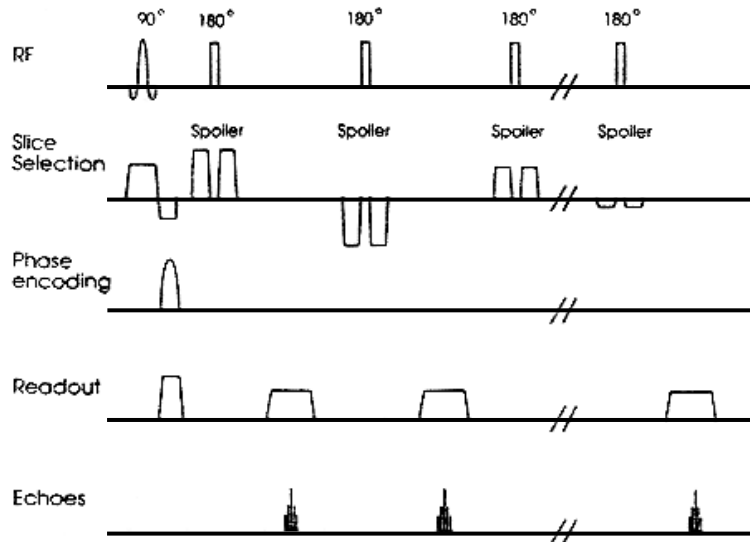 90° 180° 180° 180° 180°
RF
Slice
Selection
Spoiler Spoiler Spoiler Spoiler
Phase
encoding
Readout
Echoes